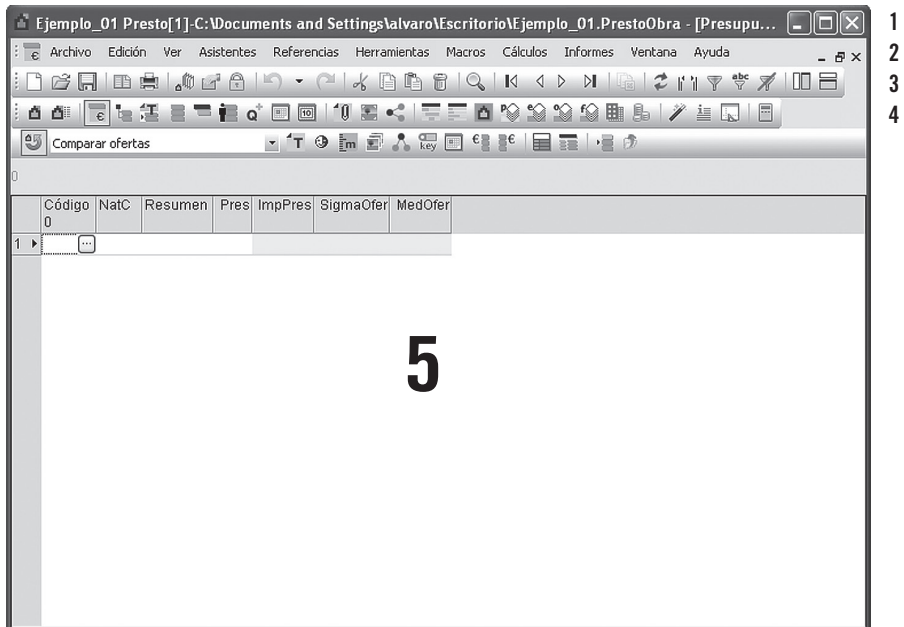 Ejemplo_01 Presto[1]-C:\Documents and Settings\alvaro\Escritorio\Ejemplo_01.PrestoObra - [Presupu... 1
Archivo Edición Ver Asistentes Referencias Herramientas Macros Cálculos Informes Ventana Ayuda 2
abc 3
4
Comparar ofertas key
0
Código NatC Resumen Pres ImpPres SigmaOfer MedOfer
0
1 ...
5